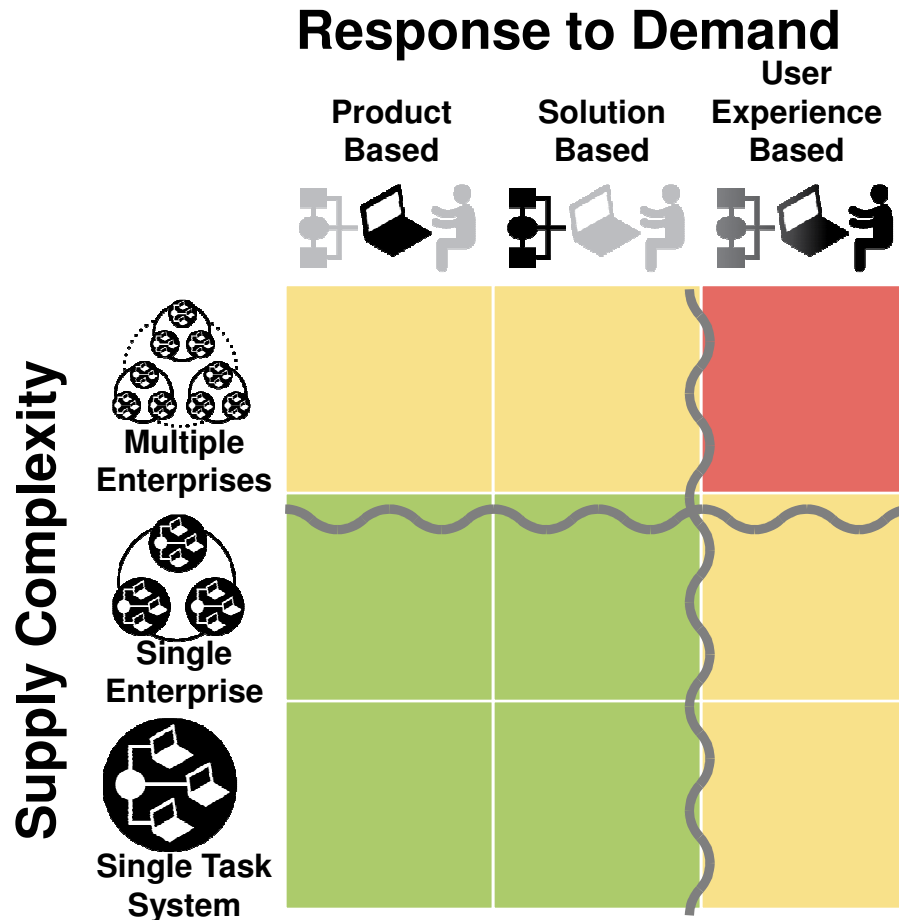 Response to Demand
Product
Based
Solution
Based
User
Experience
Based
Supply Complexity
Multiple
Enterprises
Single
Enterprise
Single Task
System